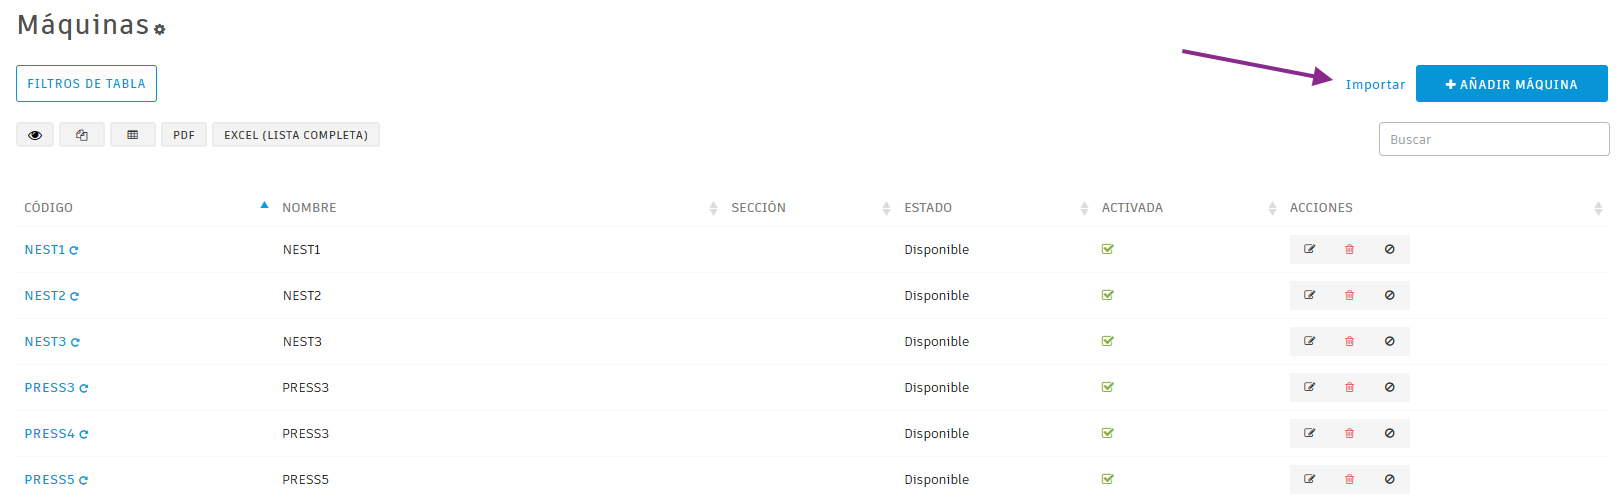 Máquinas
FILTROS DE TABLA
Importar
AÑADIR MÁQUINA
PDF
EXCEL (LISTA COMPLETA)
Buscar
CÓDIGO NOMBRE SECCIÓN ESTADO ACTIVADA ACCIONES
NEST1 NEST1 Disponible
NEST2 NEST2 Disponible
NEST3 NEST3 Disponible
PRESS3 PRESS3 Disponible
PRESS4 PRESS3 Disponible
PRESS5 PRESS5 Disponible